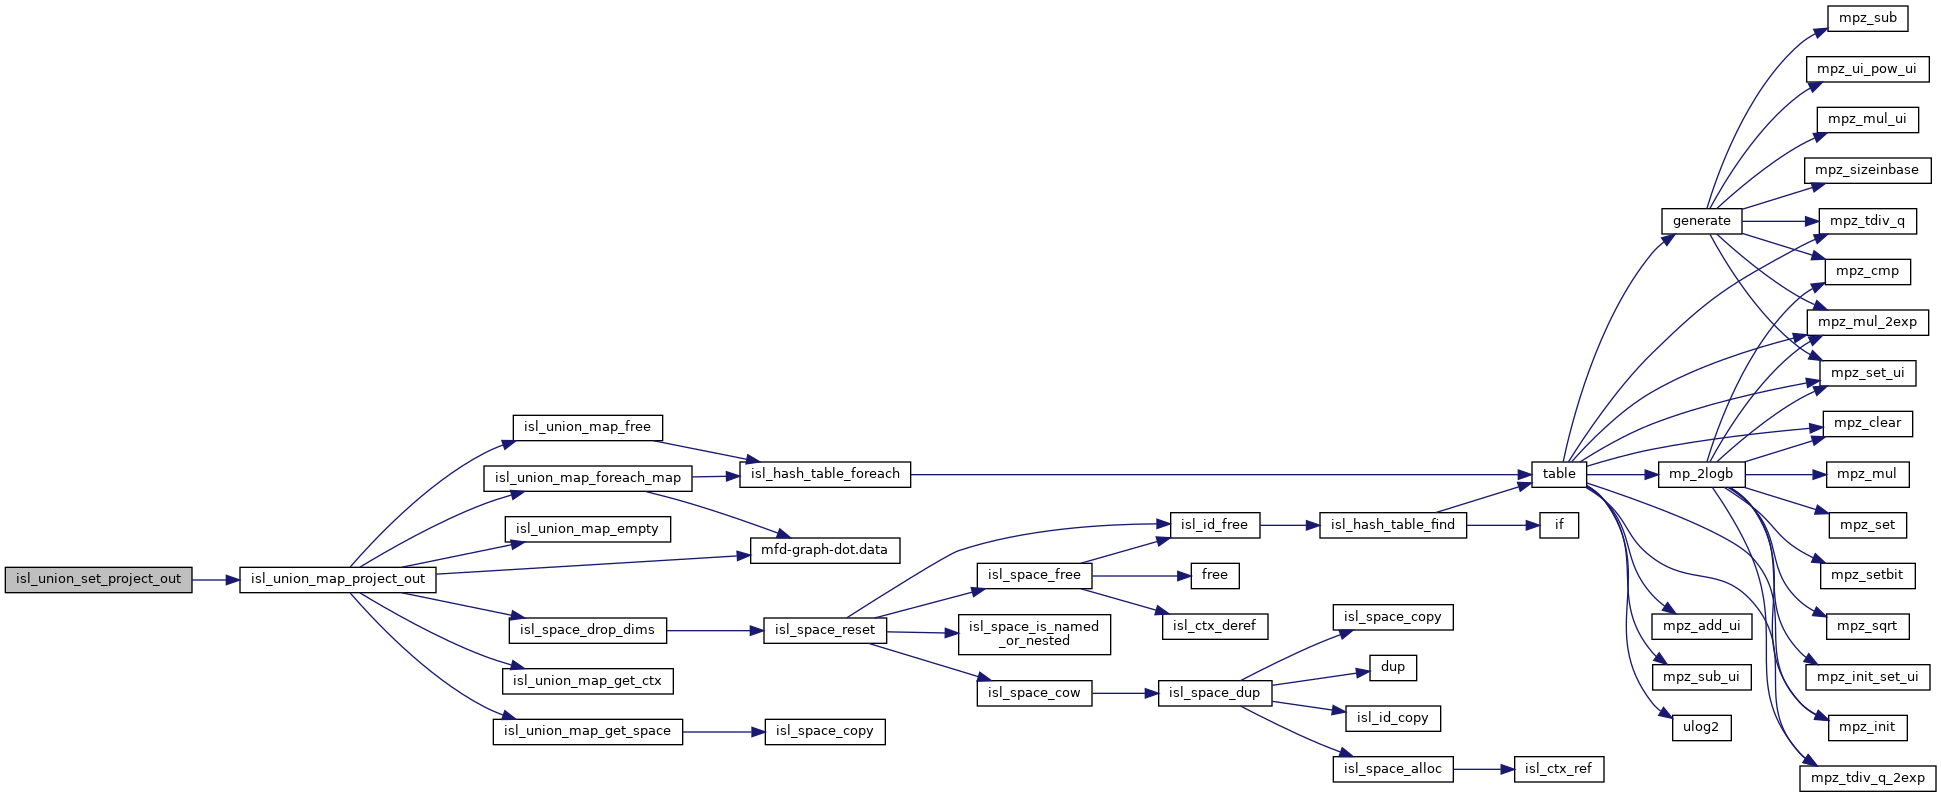 isl_union_set_project_out
isl_union_map_project_out
isl_union_map_free
isl_union_map_foreach_map
isl_union_map_empty
mfd-graph-dot.data
isl_space_drop_dims
isl_union_map_get_ctx
isl_union_map_get_space
isl_hash_table_foreach
isl_space_reset
isl_space_copy
isl_id_free
isl_space_free
free
isl_ctx_deref
isl_space_is_named
_or_nested
isl_space_cow
isl_space_dup
isl_hash_table_find
if
isl_space_copy
dup
isl_id_copy
isl_space_alloc
isl_ctx_ref
table
generate
mp_2logb
mpz_add_ui
mpz_sub_ui
ulog2
mpz_sub
mpz_ui_pow_ui
mpz_mul_ui
mpz_sizeinbase
mpz_tdiv_q
mpz_cmp
mpz_mul_2exp
mpz_set_ui
mpz_clear
mpz_mul
mpz_set
mpz_setbit
mpz_sqrt
mpz_init_set_ui
mpz_init
mpz_tdiv_q_2exp